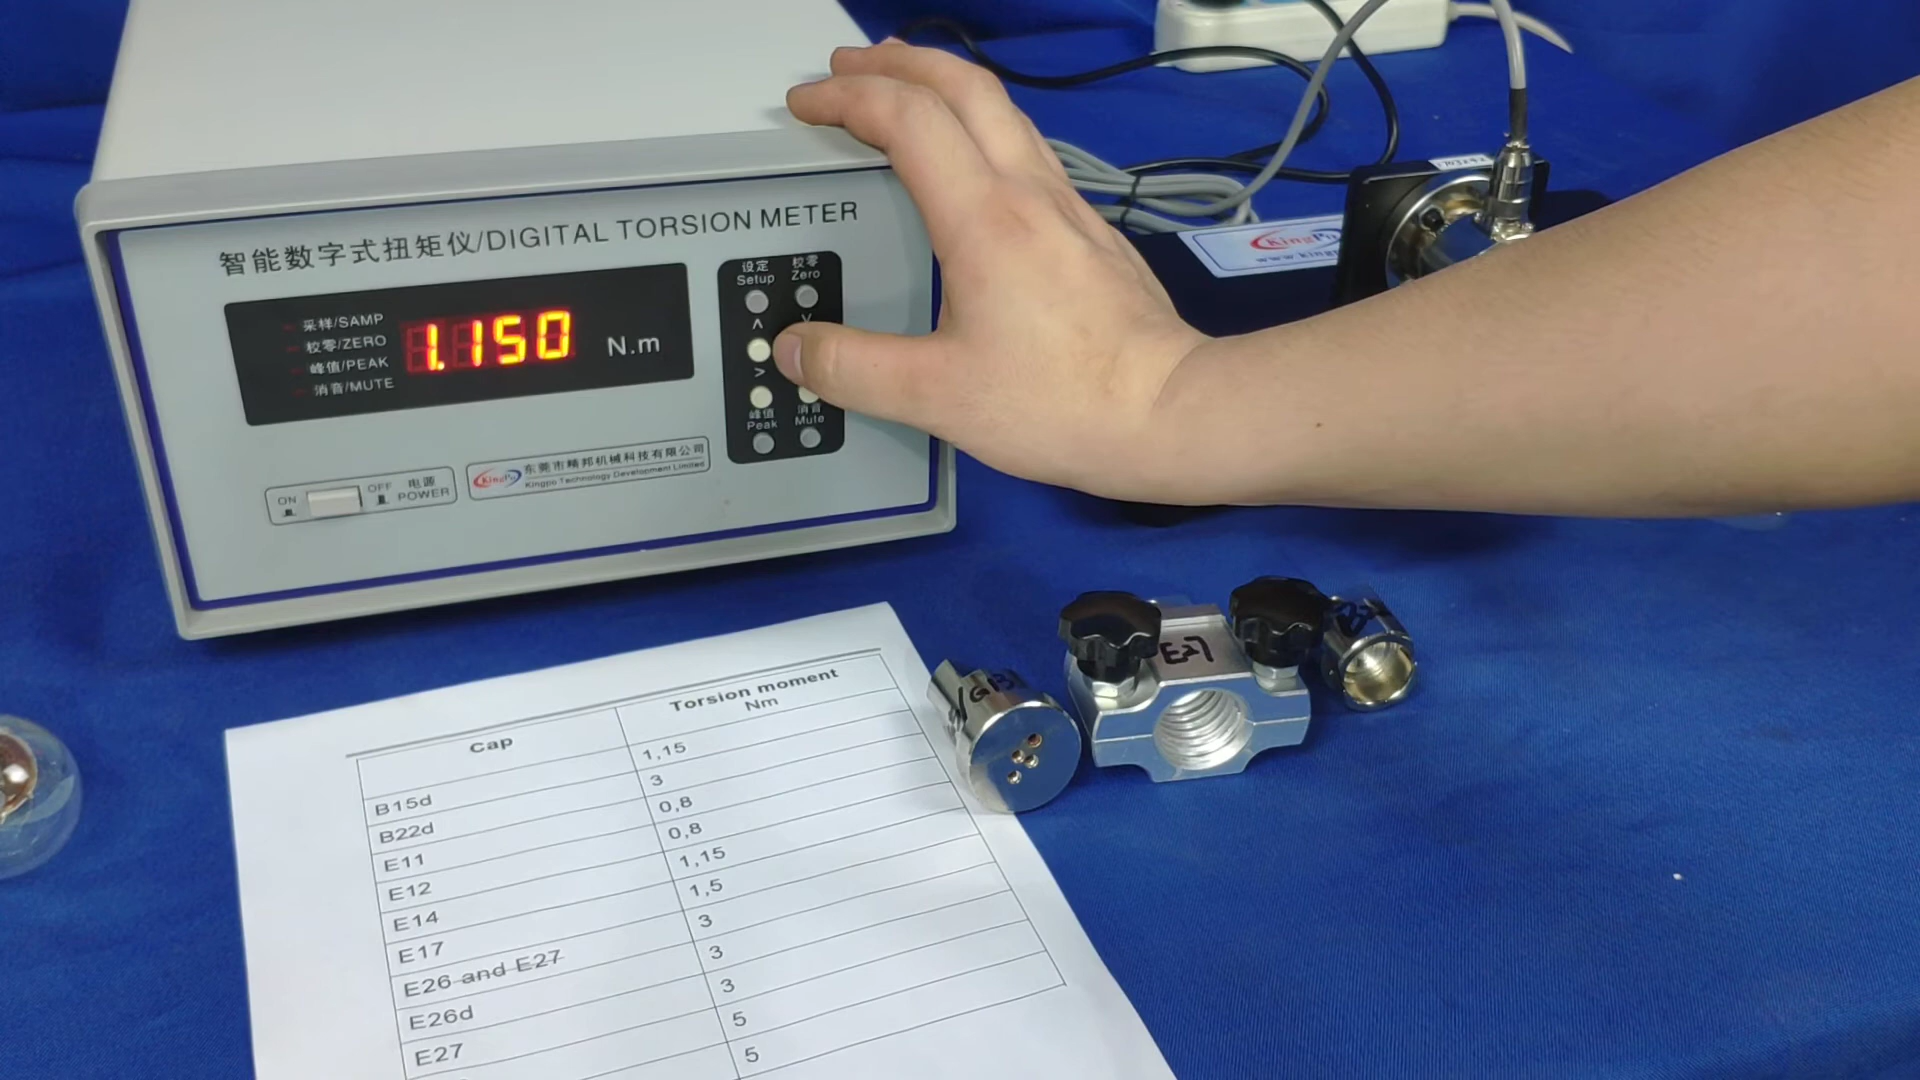 智能数字式扭矩仪/DIGITAL TORSION METER
采样/SAMP
校零/ZERO
峰值/PEAK
消音/MUTE
1.150
N.m
设定
Setup
校零
Zero
∧
∨
>
峰值
Peak
消音
Mute
ON
OFF
电源
POWER
KingPo
东莞市精邦机械科技有限公司
Kingpo Technology Development Limited
KingPo
www.kingp
E27
Cap
Torsion moment
Nm
1,15
B15d
3
B22d
0,8
E11
0,8
E12
1,15
E14
1,5
E17
3
E26 and E27
3
E26d
3
E27
5
5